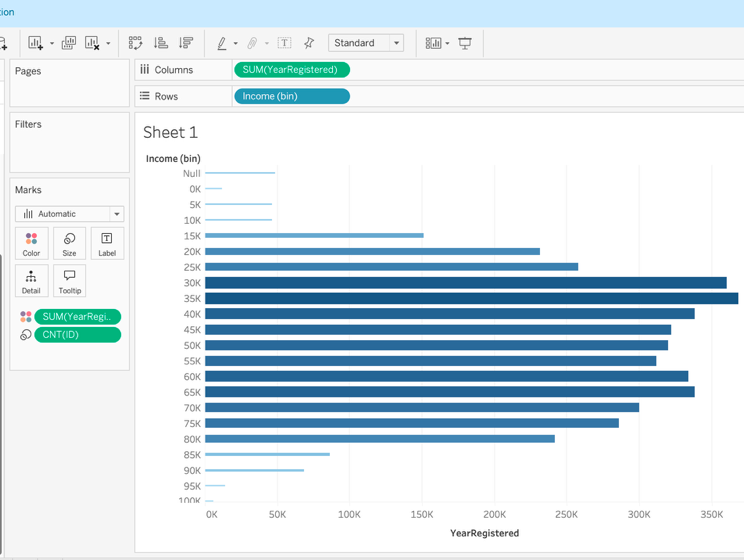 tion
Standard
Pages
Columns
SUM(YearRegistered)
Rows
Income (bin)
Filters
Sheet 1
Income (bin)
Null
0K
5K
10K
15K
20K
25K
30K
35K
40K
45K
50K
55K
60K
65K
70K
75K
80K
85K
90K
95K
100K
0K 50K 100K 150K 200K 250K 300K 350K
YearRegistered
Marks
Automatic
Color Size Label
Detail Tooltip
SUM(YearRegi..
CNT(ID)